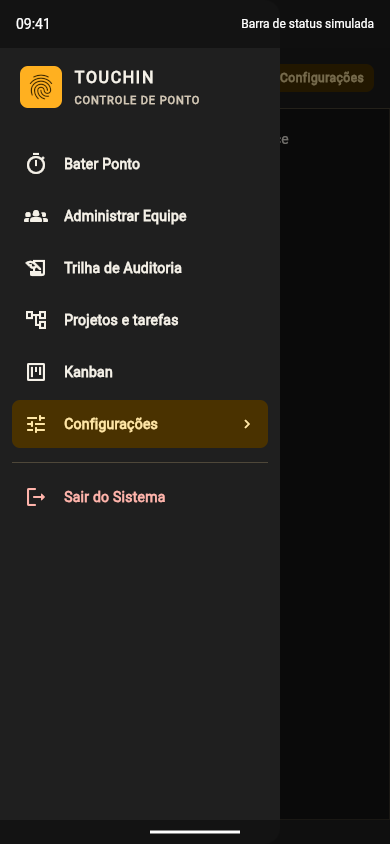 09:41
Barra de status simulada
TOUCHIN
CONTROLE DE PONTO
Configurações
Bater Ponto
Administrar Equipe
Trilha de Auditoria
Projetos e tarefas
Kanban
Configurações
Sair do Sistema